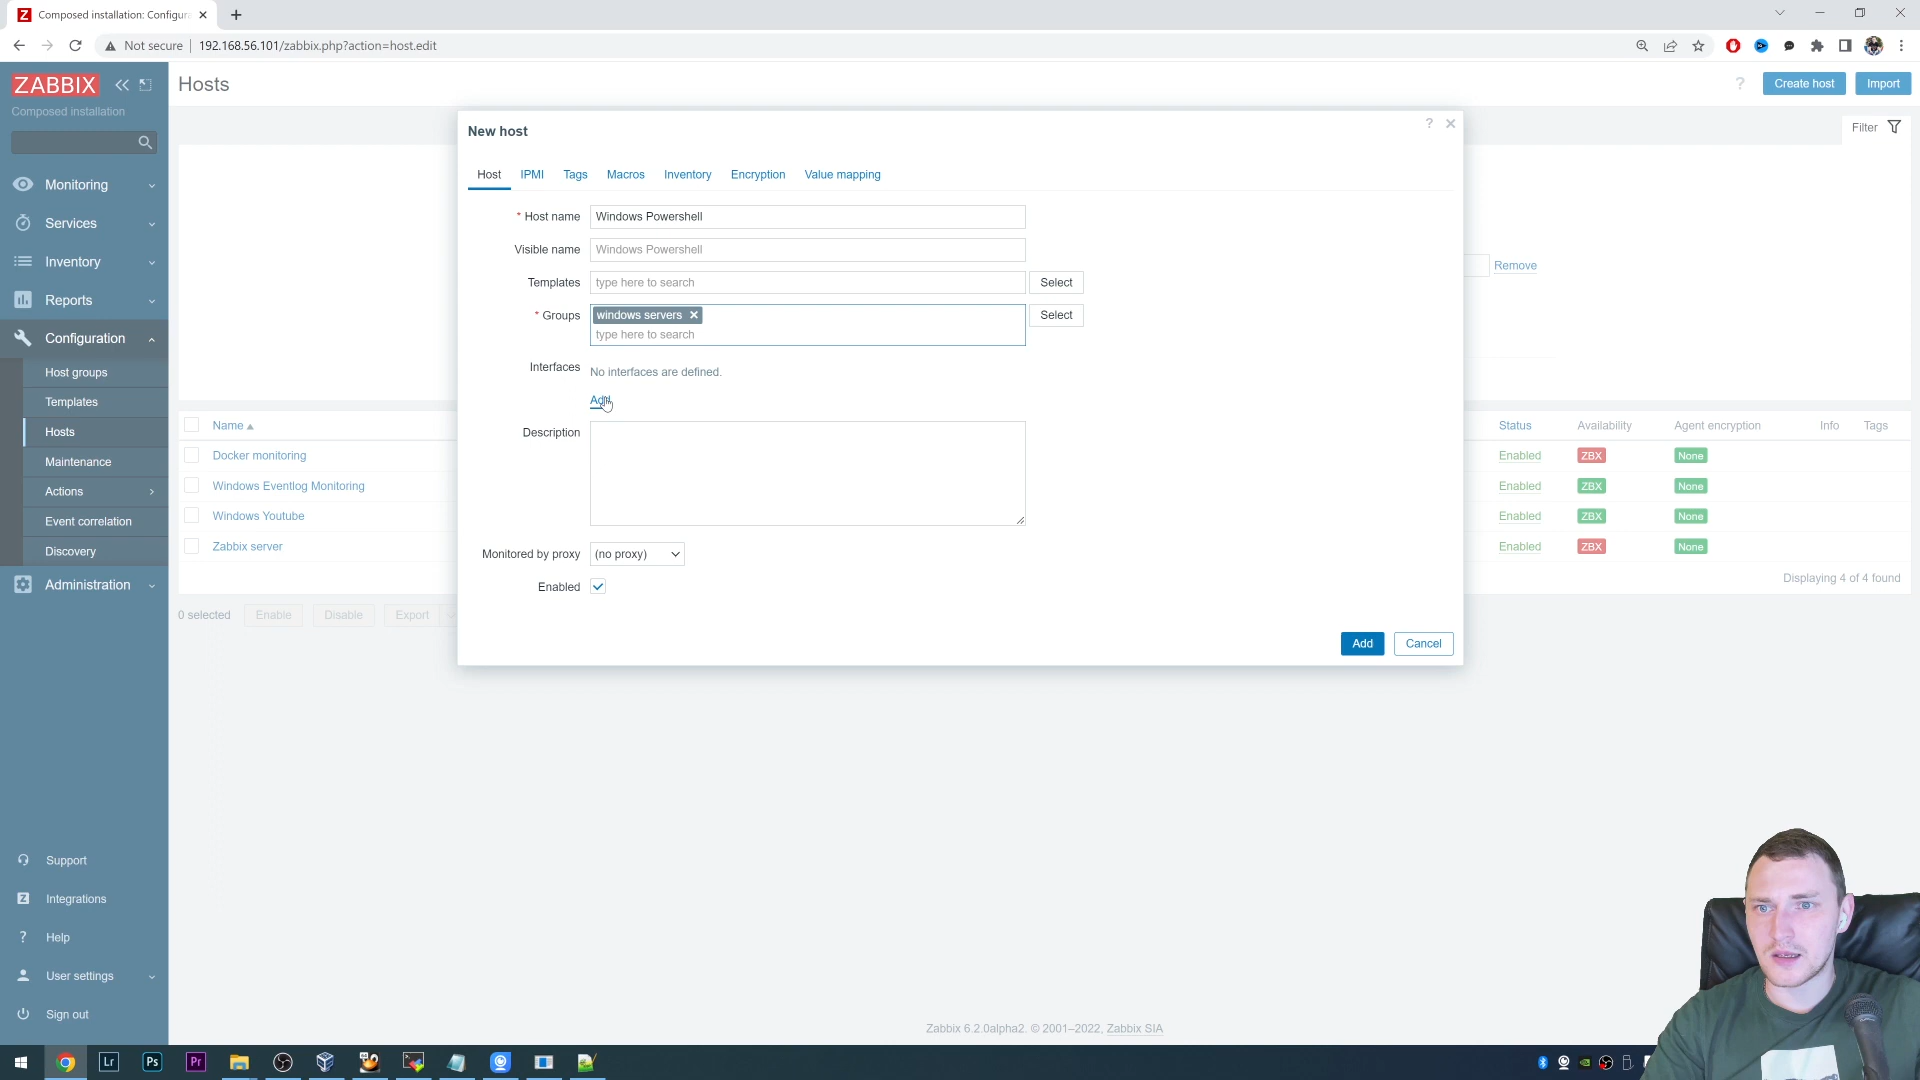 Composed installation: Configura
Not secure
192.168.56.101/zabbix.php?action=host.edit
ZABBIX
Composed installation
Monitoring
Services
Inventory
Reports
Configuration
Host groups
Templates
Hosts
Maintenance
Actions
Event correlation
Discovery
Administration
Support
Integrations
Help
User settings
Sign out
Hosts
? Create host Import
Filter
Remove
New host
?
Host IPMI Tags Macros Inventory Encryption Value mapping
* Host name Windows Powershell
Visible name Windows Powershell
Templates type here to search Select
* Groups windows servers Select
type here to search
Interfaces No interfaces are defined.
Add
Description
Monitored by proxy (no proxy)
Enabled
Add Cancel
Name Status Availability Agent encryption Info Tags
Docker monitoring Enabled ZBX None
Windows Eventlog Monitoring Enabled ZBX None
Windows Youtube Enabled ZBX None
Zabbix server Enabled ZBX None
Displaying 4 of 4 found
0 selected Enable Disable Export
Zabbix 6.2.0alpha2. © 2001–2022, Zabbix SIA
Lr Ps Pr